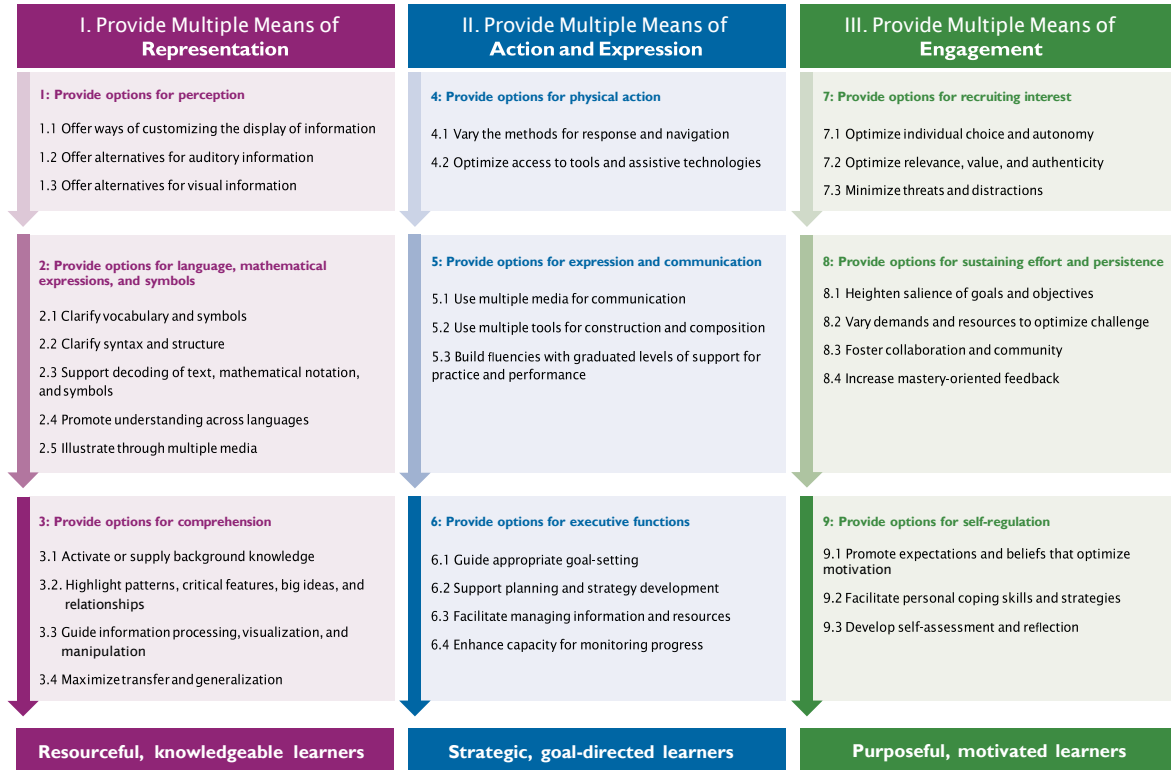 I. Provide Multiple Means of
Representation
1: Provide options for perception
1.1 Offer ways of customizing the display of information
1.2 Offer alternatives for auditory information
1.3 Offer alternatives for visual information
2: Provide options for language, mathematical
expressions, and symbols
2.1 Clarify vocabulary and symbols
2.2 Clarify syntax and structure
2.3 Support decoding of text, mathematical notation,
and symbols
2.4 Promote understanding across languages
2.5 Illustrate through multiple media
3: Provide options for comprehension
3.1 Activate or supply background knowledge
3.2. Highlight patterns, critical features, big ideas, and
relationships
3.3 Guide information processing, visualization, and
manipulation
3.4 Maximize transfer and generalization
Resourceful, knowledgeable learners
II. Provide Multiple Means of
Action and Expression
4: Provide options for physical action
4.1 Vary the methods for response and navigation
4.2 Optimize access to tools and assistive technologies
5: Provide options for expression and communication
5.1 Use multiple media for communication
5.2 Use multiple tools for construction and composition
5.3 Build fluencies with graduated levels of support for
practice and performance
6: Provide options for executive functions
6.1 Guide appropriate goal-setting
6.2 Support planning and strategy development
6.3 Facilitate managing information and resources
6.4 Enhance capacity for monitoring progress
Strategic, goal-directed learners
III. Provide Multiple Means of
Engagement
7: Provide options for recruiting interest
7.1 Optimize individual choice and autonomy
7.2 Optimize relevance, value, and authenticity
7.3 Minimize threats and distractions
8: Provide options for sustaining effort and persistence
8.1 Heighten salience of goals and objectives
8.2 Vary demands and resources to optimize challenge
8.3 Foster collaboration and community
8.4 Increase mastery-oriented feedback
9: Provide options for self-regulation
9.1 Promote expectations and beliefs that optimize
motivation
9.2 Facilitate personal coping skills and strategies
9.3 Develop self-assessment and reflection
Purposeful, motivated learners